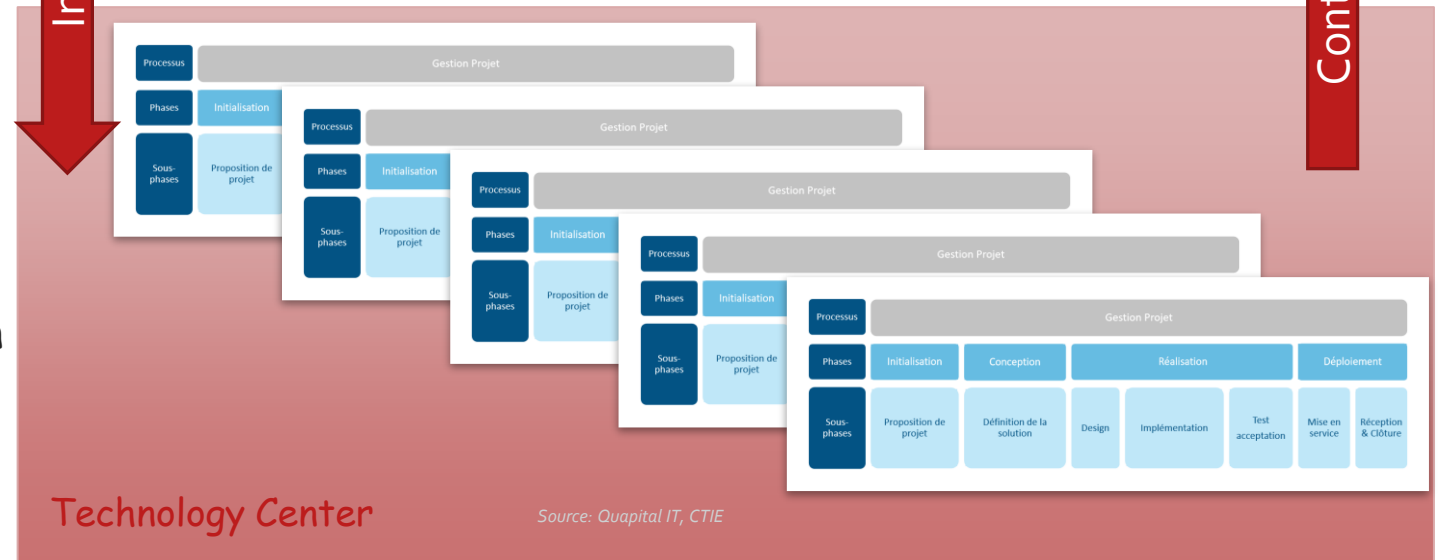 In
Cont
Processus
Gestion Projet
Phases
Initialisation
Sous-
phases
Proposition de
projet
Processus
Gestion Projet
Phases
Initialisation
Sous-
phases
Proposition de
projet
Processus
Gestion Projet
Phases
Initialisation
Sous-
phases
Proposition de
projet
Processus
Gestion Projet
Phases
Initialisation
Sous-
phases
Proposition de
projet
Processus
Gestion Projet
Phases
Initialisation
Conception
Réalisation
Déploiement
Sous-
phases
Proposition de
projet
Définition de la
solution
Design
Implémentation
Test
acceptation
Mise en
service
Réception
& Clôture
Technology Center
Source: Quapital IT, CTIE